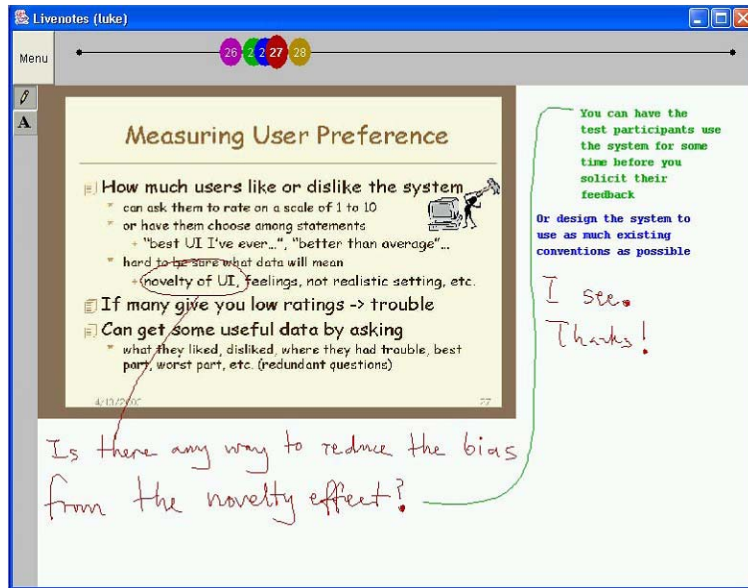 Livenotes (luke)
Menu
26
2
2
27
28
A
Measuring User Preference
How much users like or dislike the system
can ask them to rate on a scale of 1 to 10
or have them choose among statements
+ "best UI I've ever...", "better than average"...
hard to be sure what data will mean
+ novelty of UI, feelings, not realistic setting, etc.
If many give you low ratings -> trouble
Can get some useful data by asking
what they liked, disliked, where they had trouble, best
part, worst part, etc. (redundant questions)
27
You can have the
test participants use
the system for some
time before you
solicit their
feedback
Or design the system to
use as much existing
conventions as possible
I see.
Thanks!
Is there any way to reduce the bias
from the novelty effect?